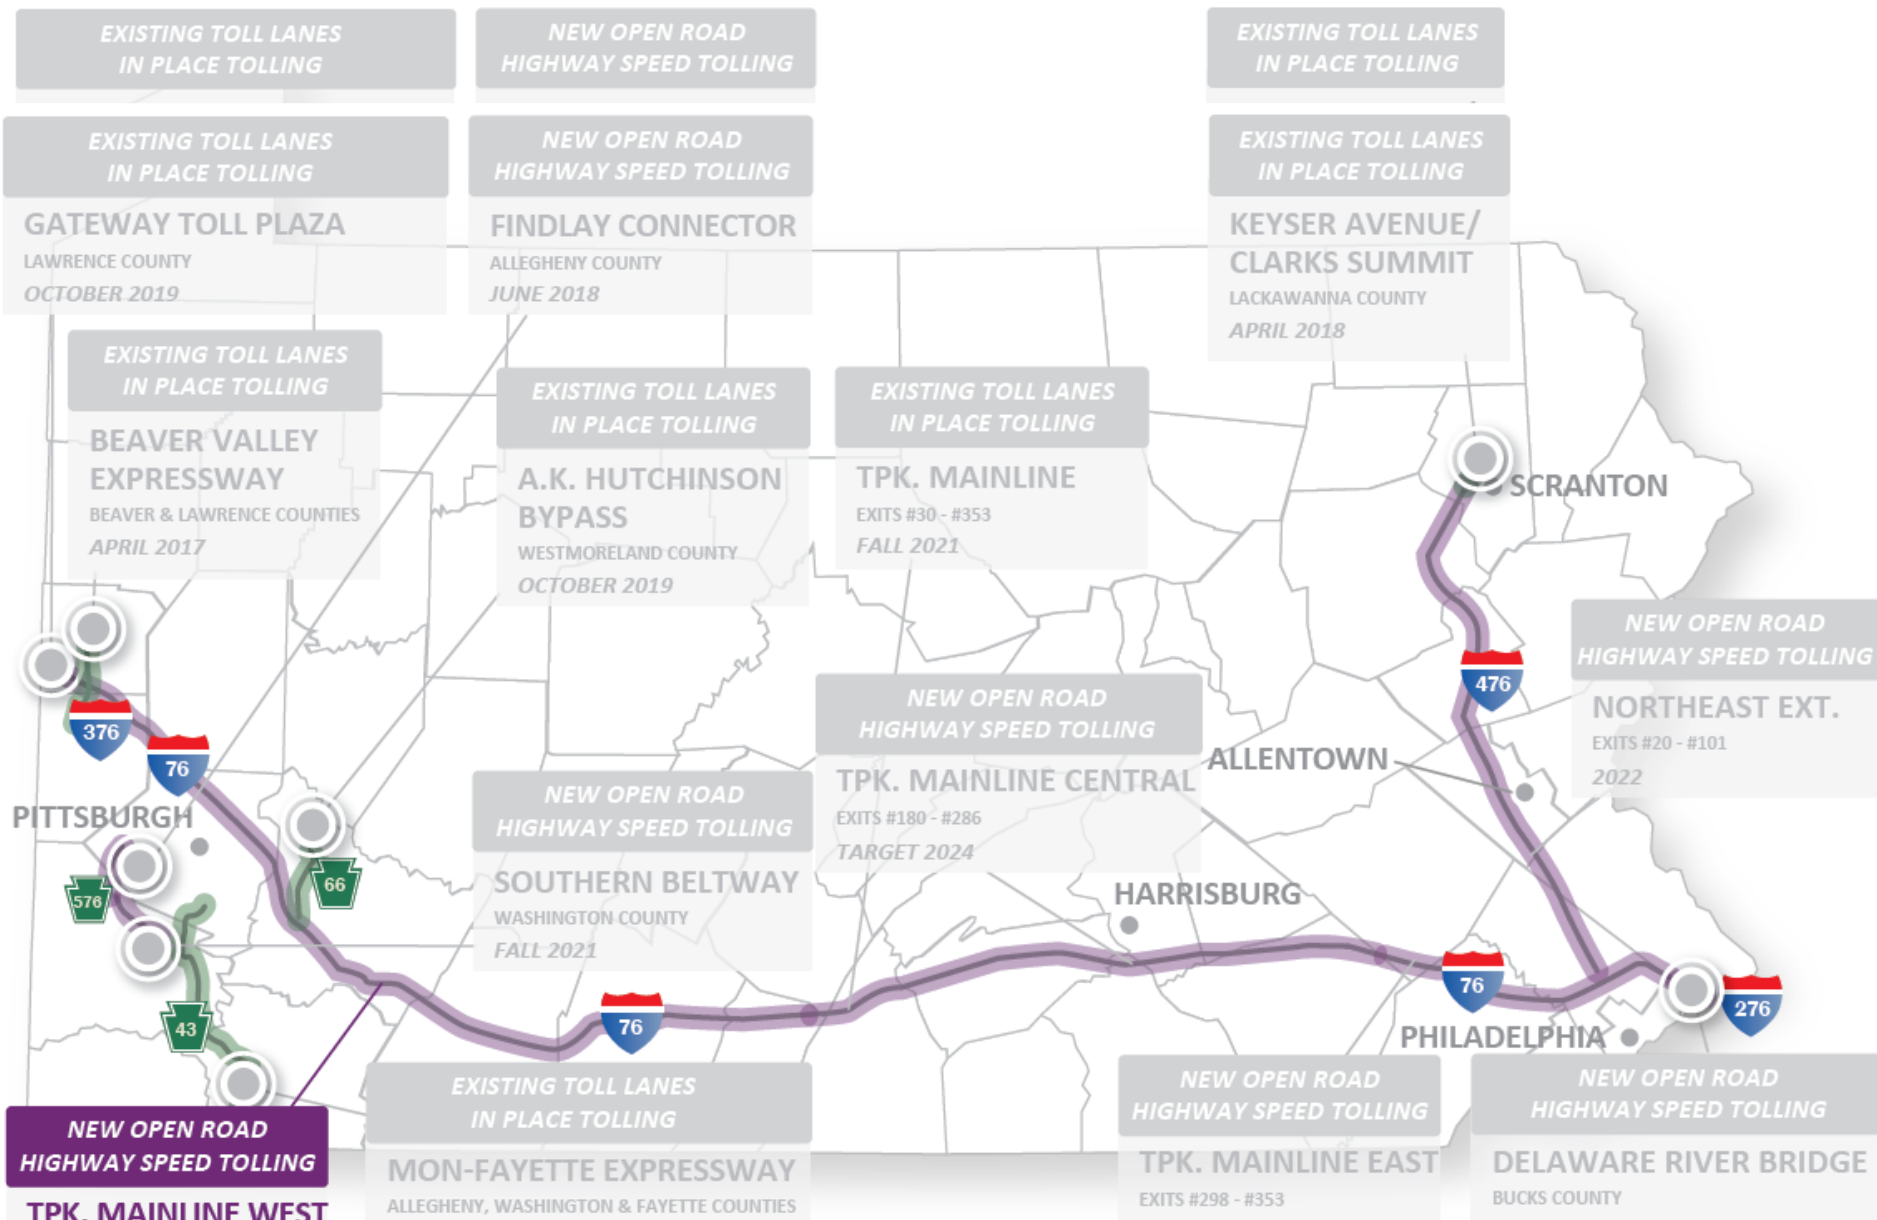 EXISTING TOLL LANES
IN PLACE TOLLING
NEW OPEN ROAD
HIGHWAY SPEED TOLLING
EXISTING TOLL LANES
IN PLACE TOLLING
EXISTING TOLL LANES
IN PLACE TOLLING
GATEWAY TOLL PLAZA
LAWRENCE COUNTY
OCTOBER 2019
NEW OPEN ROAD
HIGHWAY SPEED TOLLING
FINDLAY CONNECTOR
ALLEGHENY COUNTY
JUNE 2018
EXISTING TOLL LANES
IN PLACE TOLLING
KEYSER AVENUE/
CLARKS SUMMIT
LACKAWANNA COUNTY
APRIL 2018
EXISTING TOLL LANES
IN PLACE TOLLING
BEAVER VALLEY
EXPRESSWAY
BEAVER & LAWRENCE COUNTIES
APRIL 2017
EXISTING TOLL LANES
IN PLACE TOLLING
A.K. HUTCHINSON
BYPASS
WESTMORELAND COUNTY
OCTOBER 2019
EXISTING TOLL LANES
IN PLACE TOLLING
TPK. MAINLINE
EXITS #30 - #353
FALL 2021
SCRANTON
NEW OPEN ROAD
HIGHWAY SPEED TOLLING
NORTHEAST EXT.
EXITS #20 - #101
2022
476
376
76
NEW OPEN ROAD
HIGHWAY SPEED TOLLING
TPK. MAINLINE CENTRAL
EXITS #180 - #286
TARGET 2024
ALLENTOWN
PITTSBURGH
NEW OPEN ROAD
HIGHWAY SPEED TOLLING
SOUTHERN BELTWAY
WASHINGTON COUNTY
FALL 2021
66
576
HARRISBURG
43
76
76
276
PHILADELPHIA
NEW OPEN ROAD
HIGHWAY SPEED TOLLING
TPK. MAINLINE WEST
EXISTING TOLL LANES
IN PLACE TOLLING
MON-FAYETTE EXPRESSWAY
ALLEGHENY, WASHINGTON & FAYETTE COUNTIES
NEW OPEN ROAD
HIGHWAY SPEED TOLLING
TPK. MAINLINE EAST
EXITS #298 - #353
NEW OPEN ROAD
HIGHWAY SPEED TOLLING
DELAWARE RIVER BRIDGE
BUCKS COUNTY